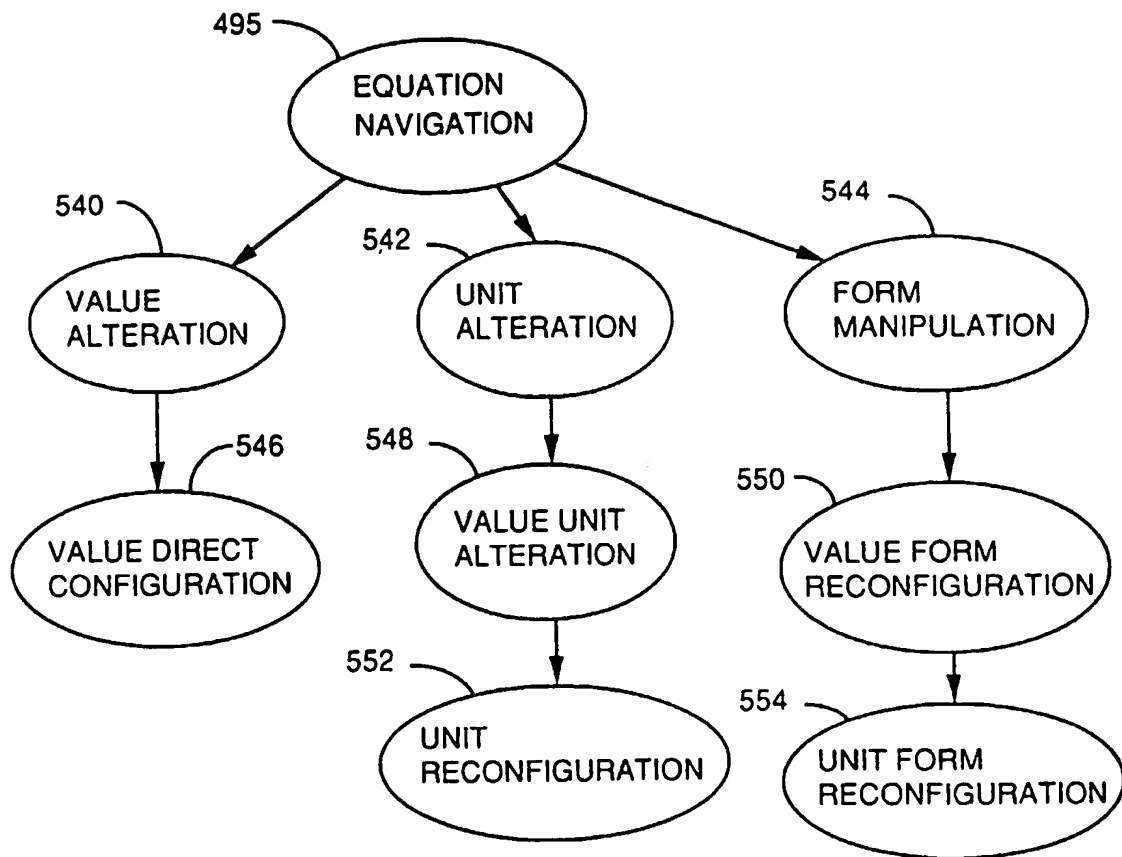 495
EQUATION
NAVIGATION
540
VALUE
ALTERATION
542
UNIT
ALTERATION
544
FORM
MANIPULATION
546
VALUE DIRECT
CONFIGURATION
548
VALUE UNIT
ALTERATION
550
VALUE FORM
RECONFIGURATION
552
UNIT
RECONFIGURATION
554
UNIT FORM
RECONFIGURATION